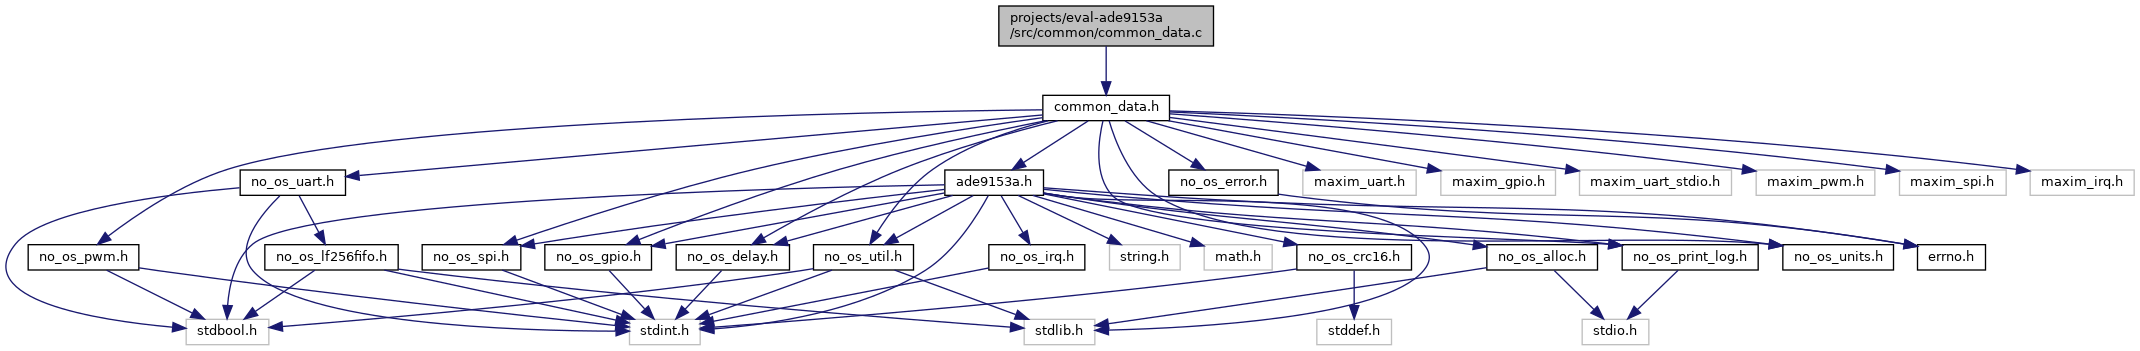 projects/eval-ade9153a
/src/common/common_data.c
common_data.h
no_os_uart.h
ade9153a.h
no_os_error.h
maxim_uart.h
maxim_gpio.h
maxim_uart_stdio.h
maxim_pwm.h
maxim_spi.h
maxim_irq.h
no_os_pwm.h
no_os_lf256fifo.h
no_os_spi.h
no_os_gpio.h
no_os_delay.h
no_os_util.h
no_os_irq.h
string.h
math.h
no_os_crc16.h
no_os_alloc.h
no_os_print_log.h
no_os_units.h
errno.h
stdbool.h
stdint.h
stdlib.h
stddef.h
stdio.h